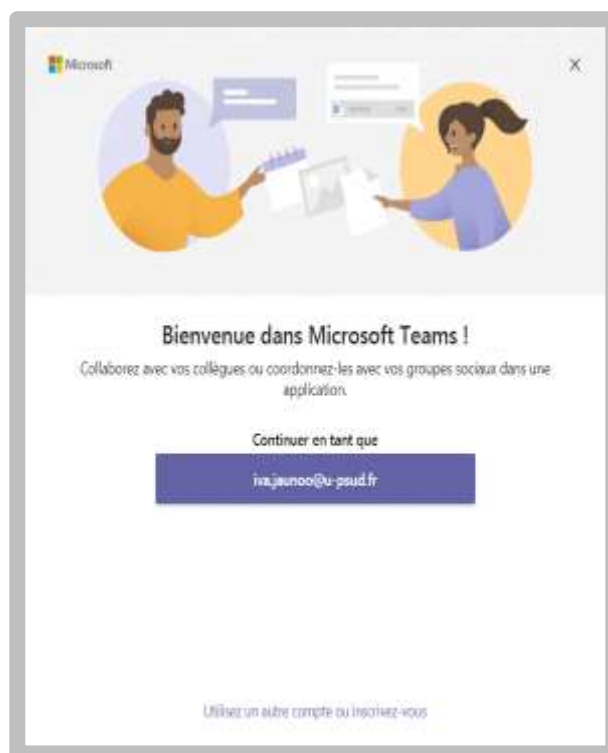 Microsoft
Bienvenue dans Microsoft Teams !
Collaborez avec vos collègues ou coordonnez-les avec vos groupes sociaux dans une
application.
Continuer en tant que
iva.jaunoo@u-psud.fr
Utilisez un autre compte ou inscrivez-vous